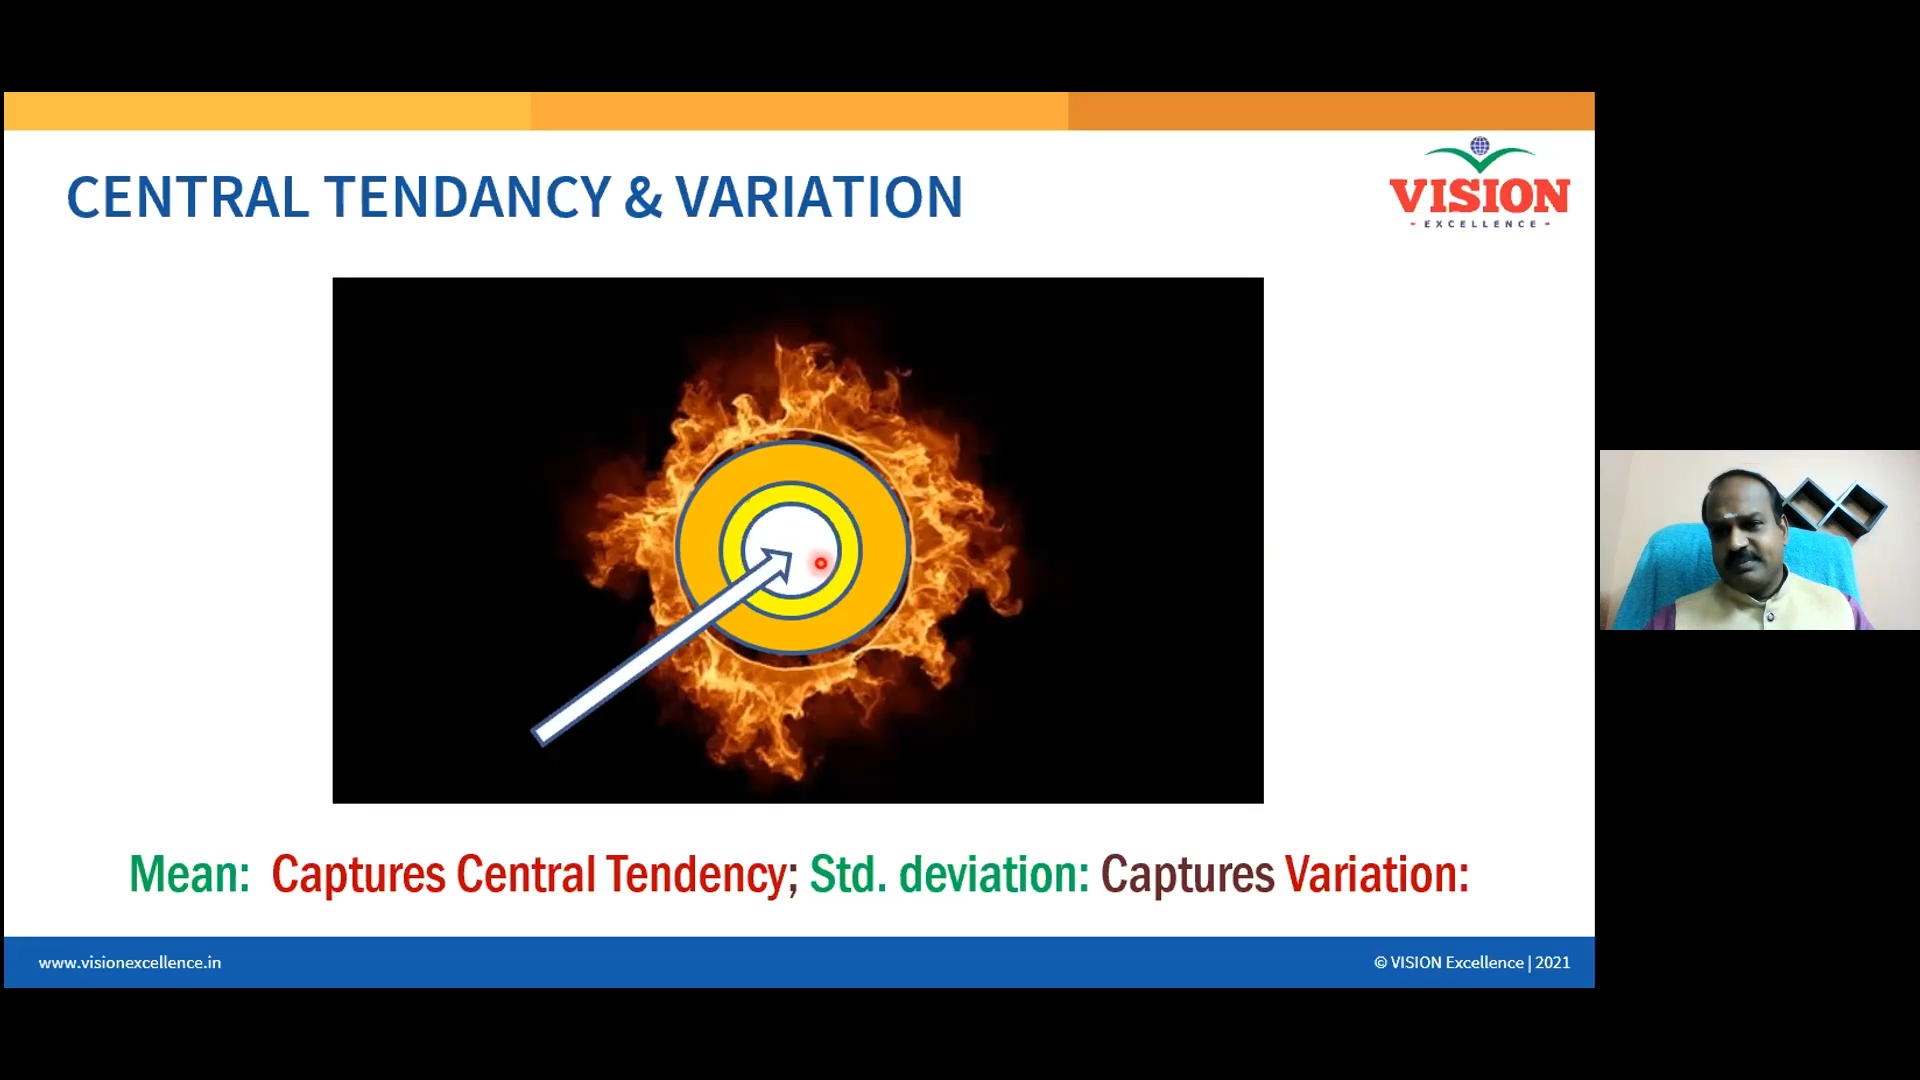 CENTRAL TENDANCY & VARIATION
VISION
- EXCELLENCE -
Mean: Captures Central Tendency; Std. deviation: Captures Variation:
www.visionexcellence.in
© VISION Excellence | 2021